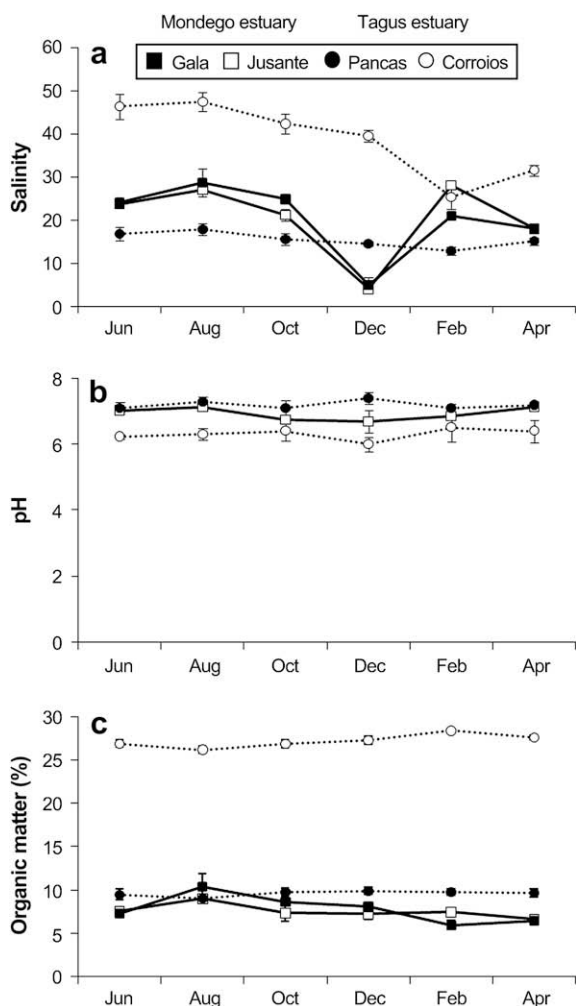 Mondego estuary Tagus estuary
60
a
Gala Jusante Pancas Corroios
50
40
Salinity
30
20
10
0
Jun Aug Oct Dec Feb Apr
8
b
6
pH
4
2
0
Jun Aug Oct Dec Feb Apr
30
c
25
20
Organic matter (%)
15
10
5
0
Jun Aug Oct Dec Feb Apr